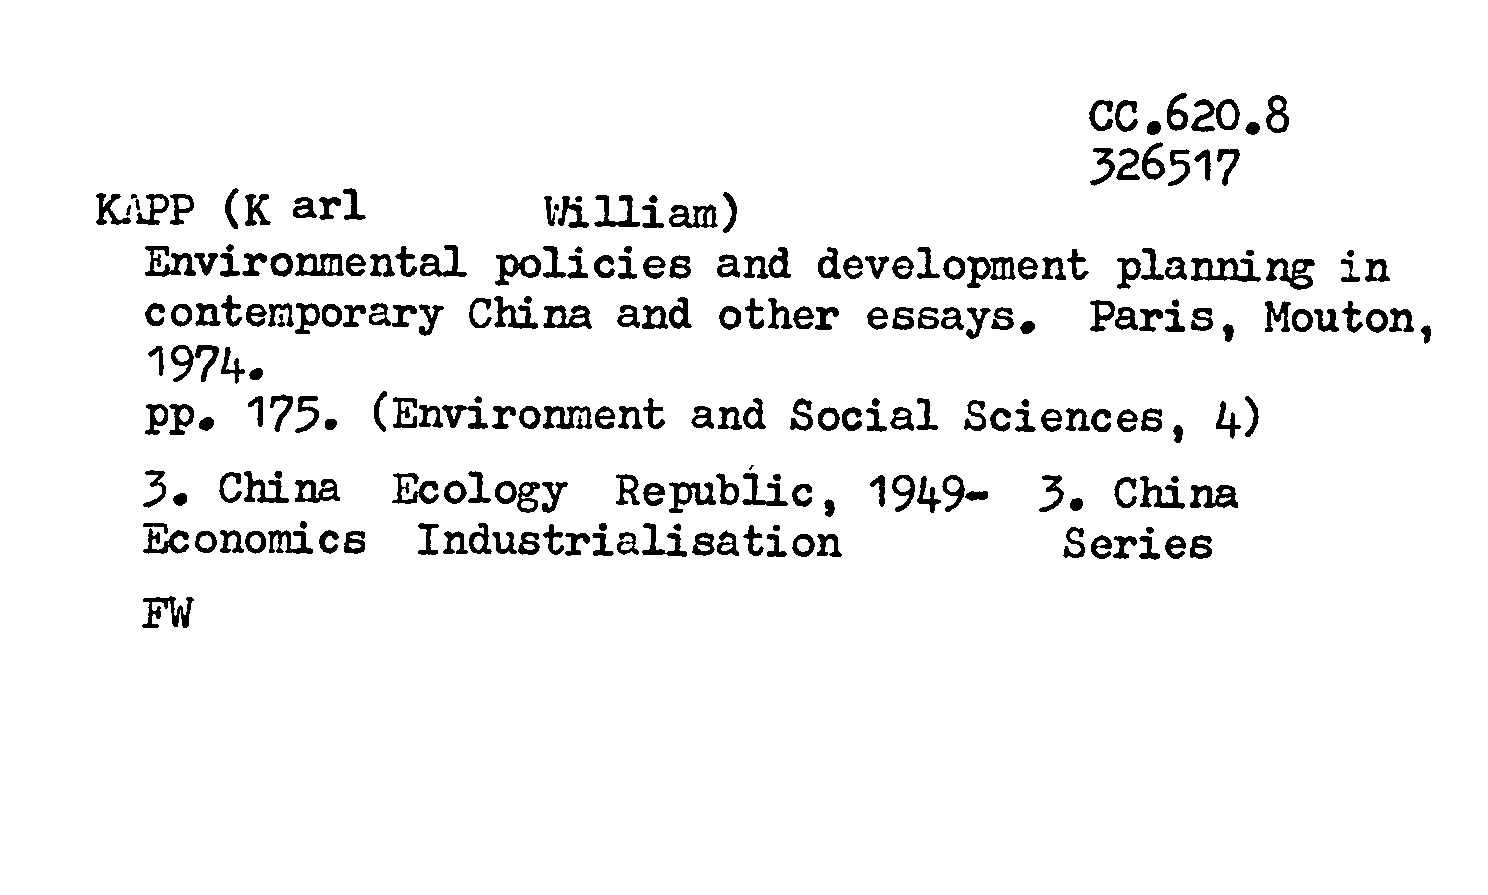 CC.620.8
326517
KAPP (K arl William)
Environmental policies and development planning in
contemporary China and other essays. Paris, Mouton,
1974.
pp. 175. (Environment and Social Sciences, 4)
3. China Ecology Republic, 1949- 3. China
Economics Industrialisation Series
FW